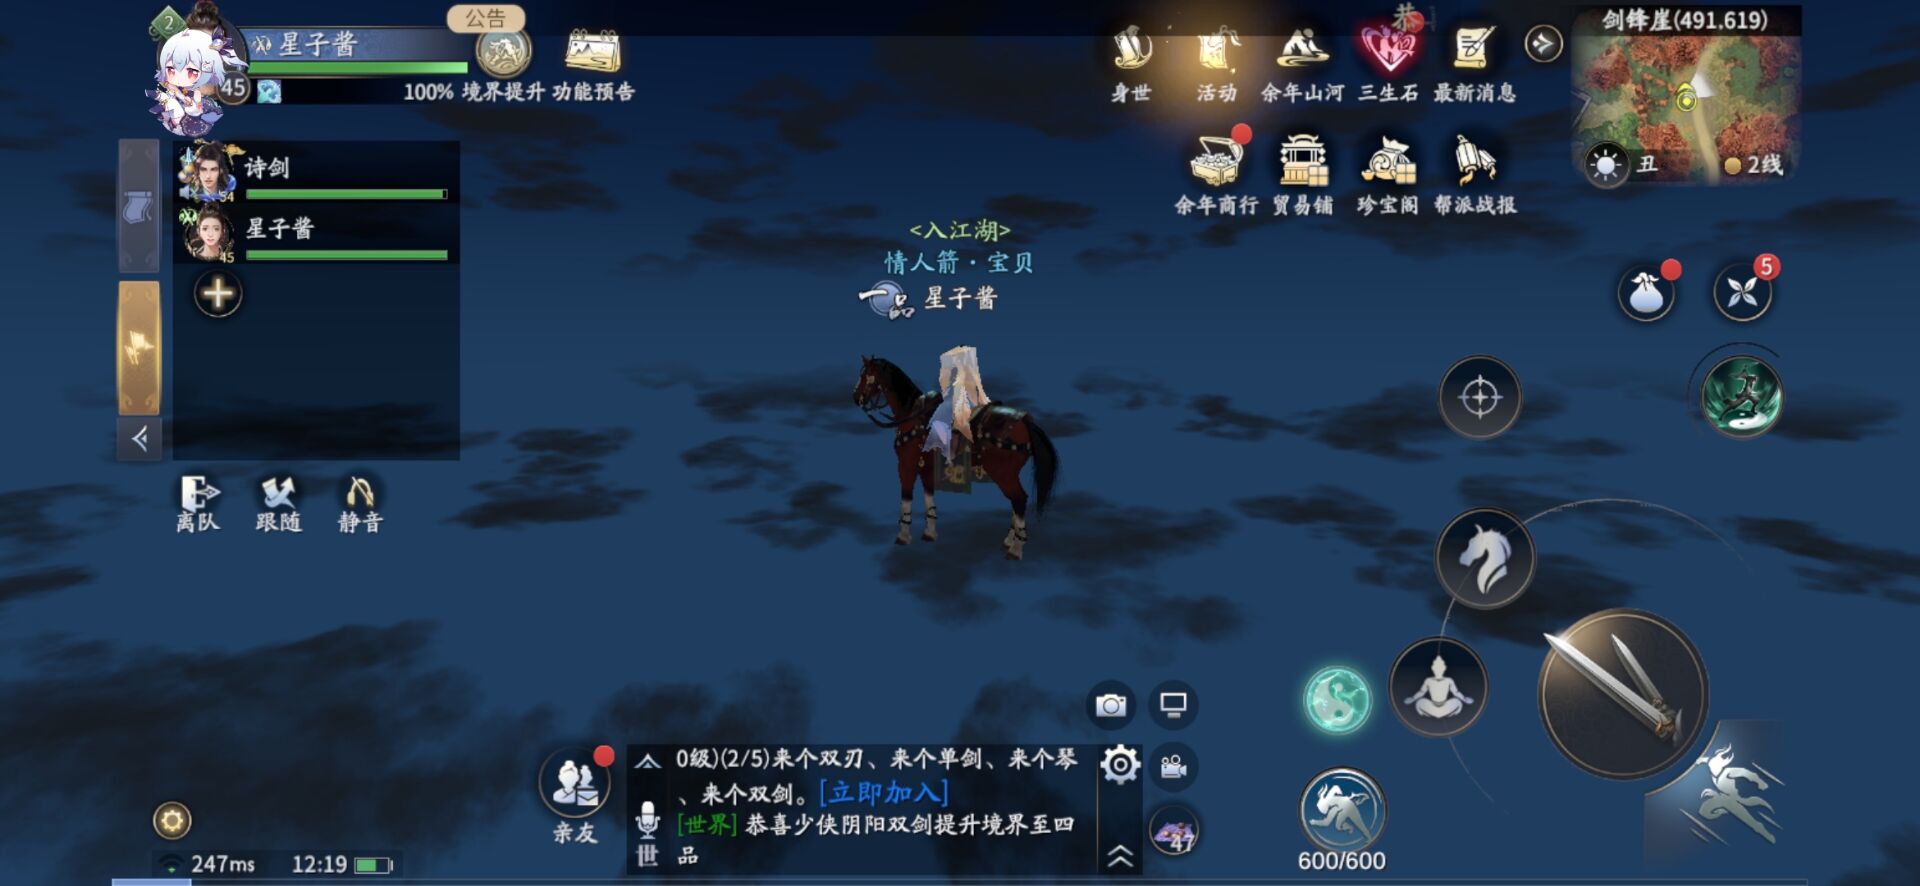 2
星子酱
45
公告
100%
境界提升
功能预告
身世
活动
余年山河
三生石
最新消息
剑锋崖(491.619)
丑
2线
余年商行
贸易铺
珍宝阁
帮派战报
诗剑
54
星子酱
45
离队
跟随
静音
<入江湖>
情人箭·宝贝
一品 星子酱
5
0级)(2/5)来个双刃、来个单剑、来个琴
、来个双剑。[立即加入]
[世界] 恭喜少侠阴阳双剑提升境界至四
品
世
亲友
47
600/600
247ms
12:19